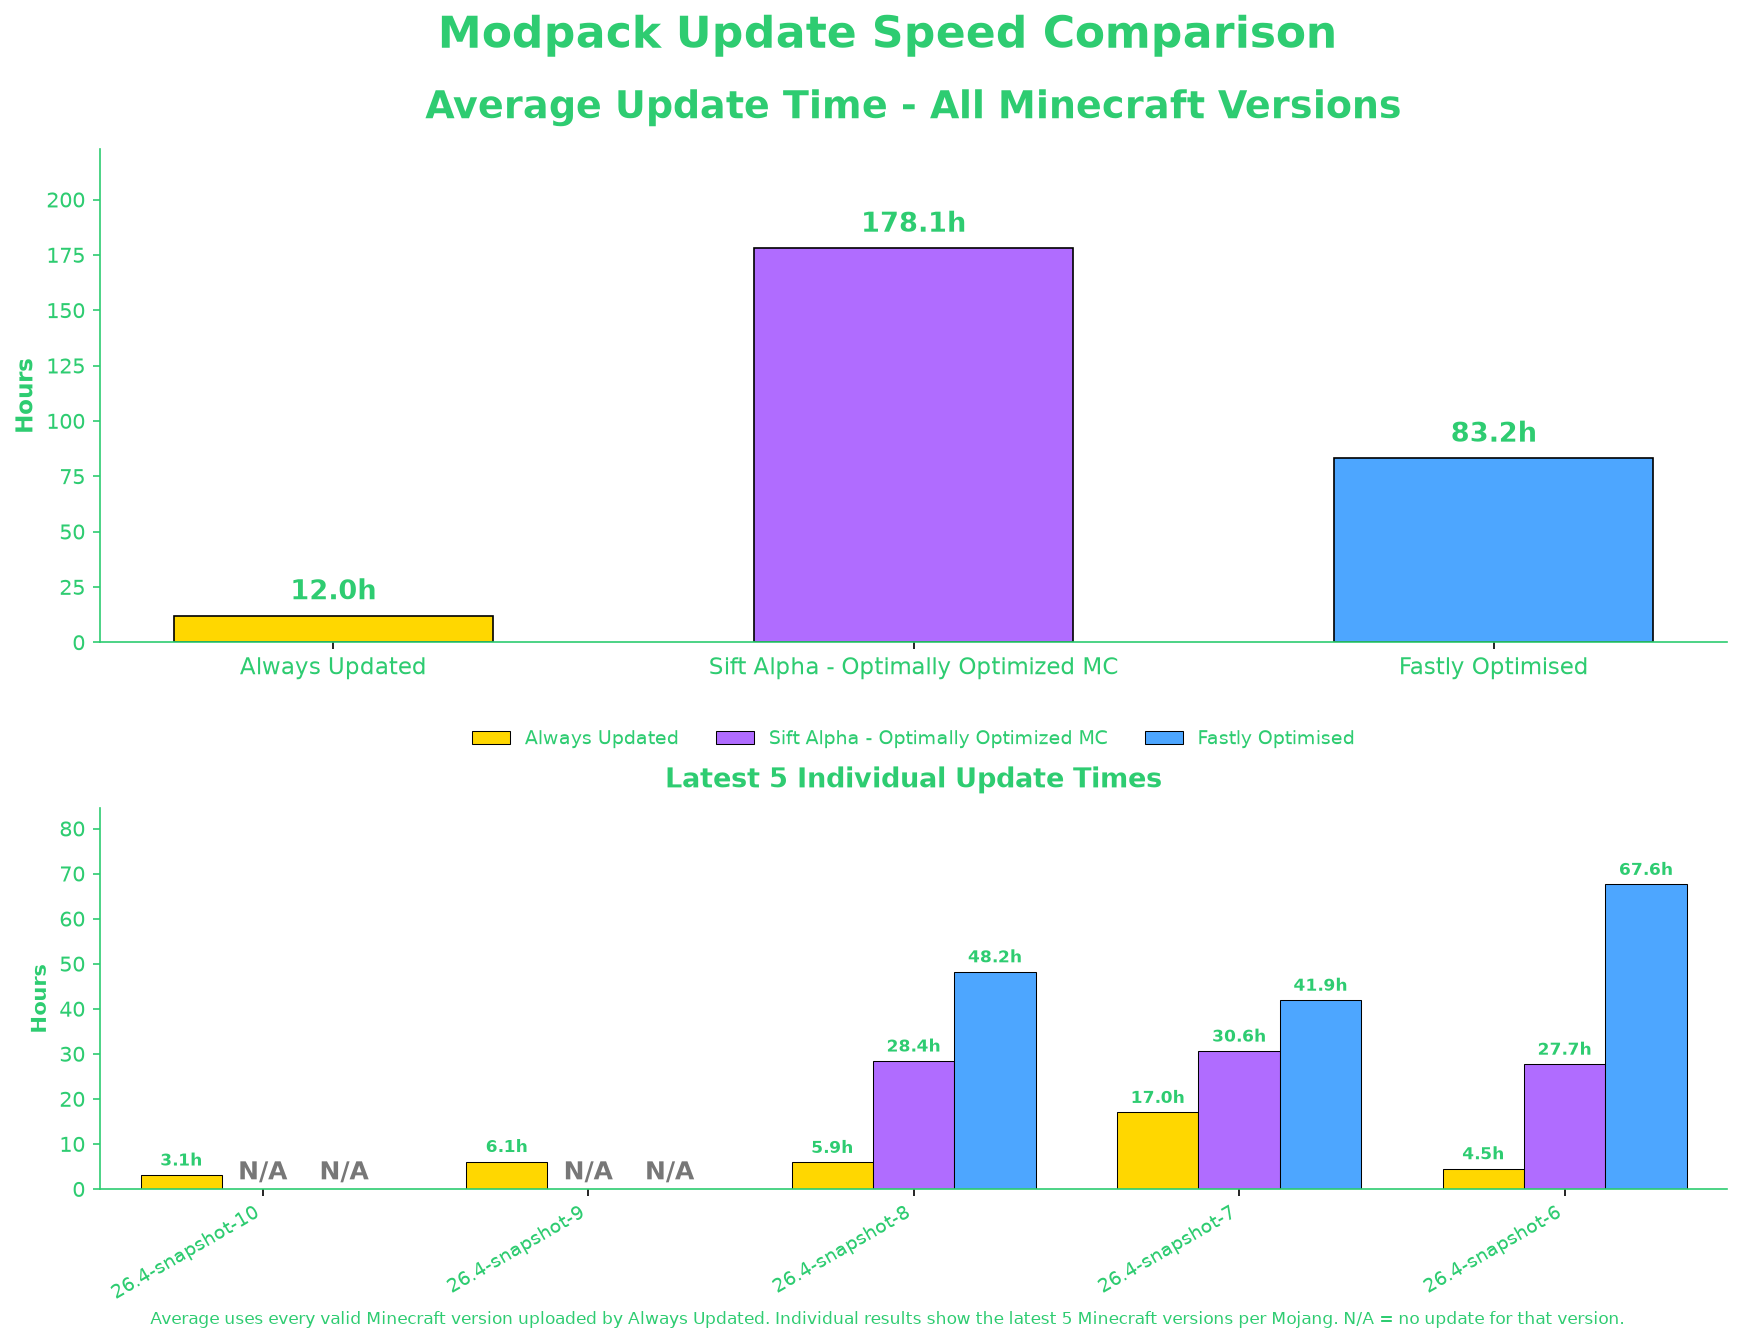 Modpack Update Speed Comparison
Average Update Time - All Minecraft Versions
Hours
200
175
150
125
100
75
50
25
0
12.0h
178.1h
83.2h
Always Updated
Sift Alpha - Optimally Optimized MC
Fastly Optimised
Always Updated
Sift Alpha - Optimally Optimized MC
Fastly Optimised
Latest 5 Individual Update Times
Hours
80
70
60
50
40
30
20
10
0
3.1h
N/A
N/A
6.1h
N/A
N/A
5.9h
28.4h
48.2h
17.0h
30.6h
41.9h
4.5h
27.7h
67.6h
26.4-snapshot-10
26.4-snapshot-9
26.4-snapshot-8
26.4-snapshot-7
26.4-snapshot-6
Average uses every valid Minecraft version uploaded by Always Updated. Individual results show the latest 5 Minecraft versions per Mojang. N/A = no update for that version.